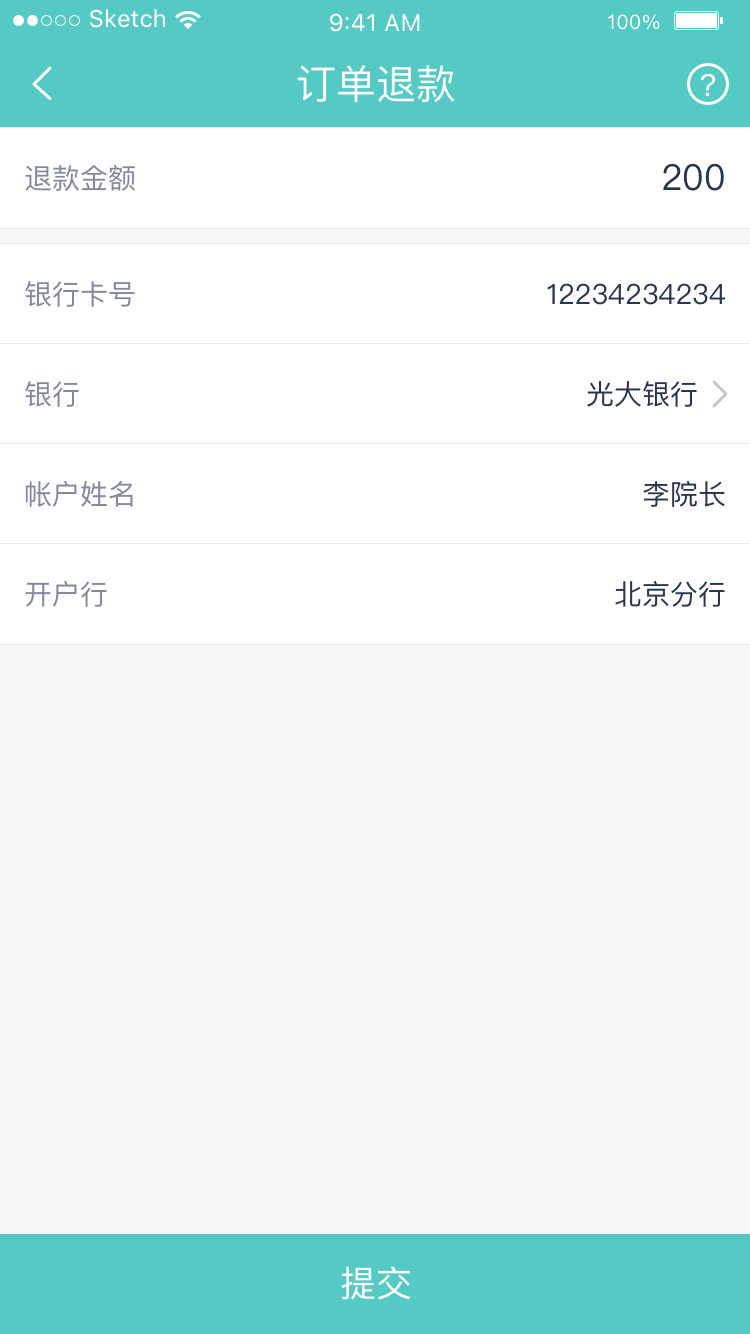 Sketch 9:41 AM 100%
订单退款 ?
退款金额 200
银行卡号 12234234234
银行 光大银行
帐户姓名 李院长
开户行 北京分行
提交